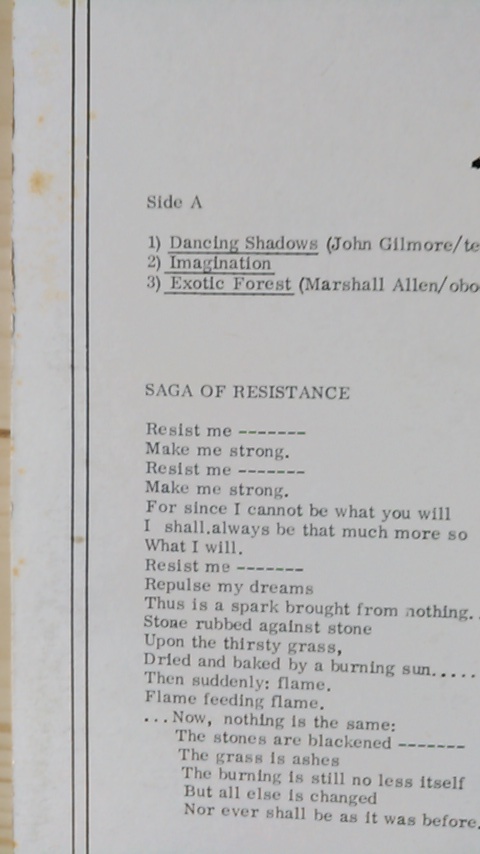 Side A
1) Dancing Shadows (John Gilmore/te
2) Imagination
3) Exotic Forest (Marshall Allen/obo
SAGA OF RESISTANCE
Resist me -------
Make me strong.
Resist me -------
Make me strong.
For since I cannot be what you will
I shall.always be that much more so
What I will.
Resist me -------
Repulse my dreams
Thus is a spark brought from nothing..
Stone rubbed against stone
Upon the thirsty grass,
Dried and baked by a burning sun.....
Then suddenly: flame.
Flame feeding flame.
...Now, nothing is the same:
The stones are blackened -------
The grass is ashes
The burning is still no less itself
But all else is changed
Nor ever shall be as it was before.